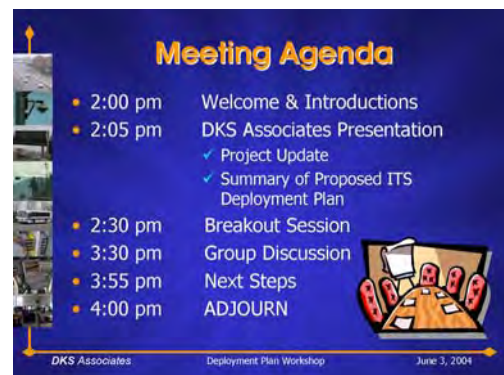 Meeting Agenda
• 2:00 pm Welcome & Introductions
• 2:05 pm DKS Associates Presentation
✓ Project Update
✓ Summary of Proposed ITS
Deployment Plan
• 2:30 pm Breakout Session
• 3:30 pm Group Discussion
• 3:55 pm Next Steps
• 4:00 pm ADJOURN
DKS Associates Deployment Plan Workshop June 3, 2004